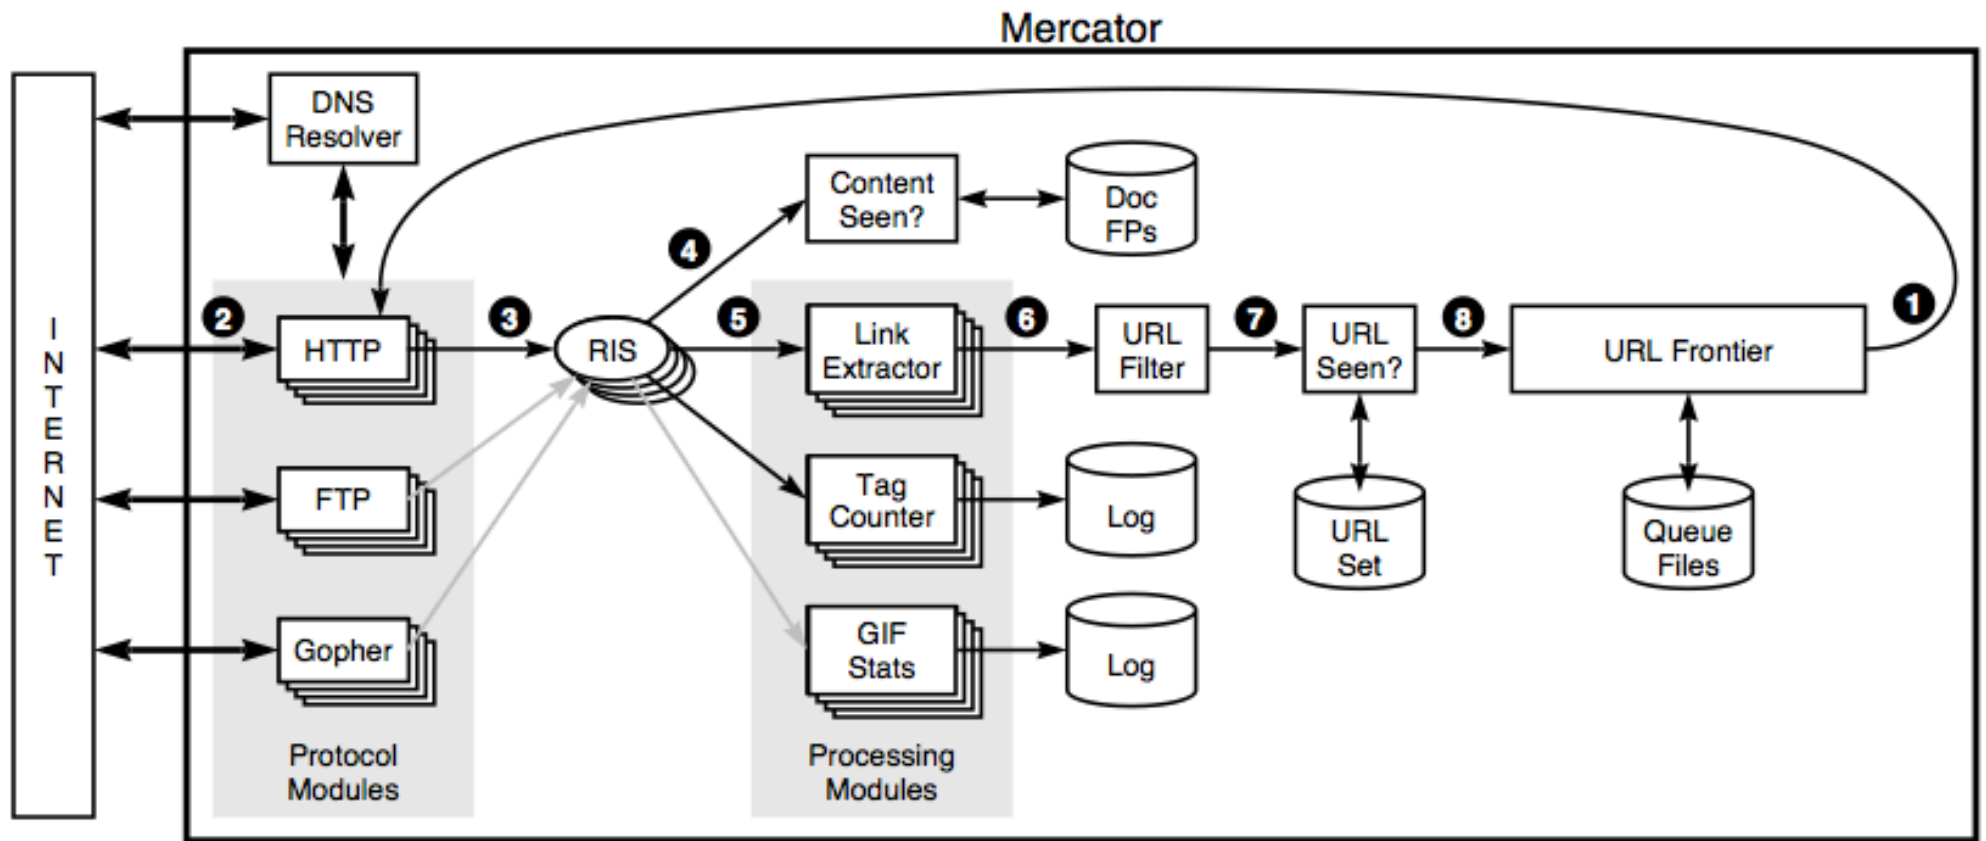 Mercator
DNS
Resolver
Content
Seen?
Doc
FPs
4
INTERNET
2
HTTP
3
RIS
5
Link
Extractor
6
URL
Filter
7
URL
Seen?
8
URL Frontier
1
FTP
Tag
Counter
Log
URL
Set
Queue
Files
Gopher
GIF
Stats
Log
Protocol
Modules
Processing
Modules